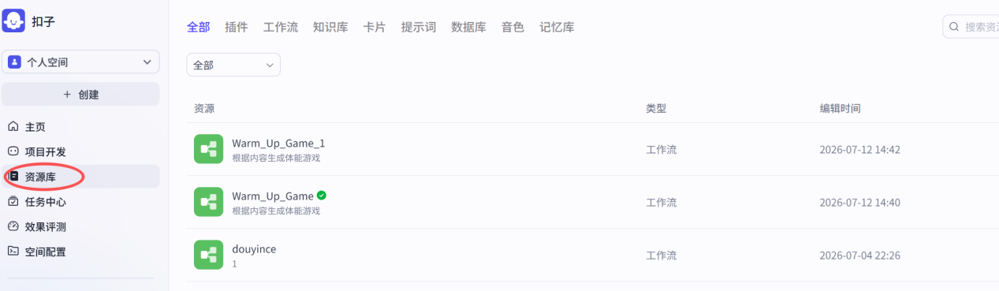 扣子
个人空间
+ 创建
主页
项目开发
资源库
任务中心
效果评测
空间配置
全部 插件 工作流 知识库 卡片 提示词 数据库 音色 记忆库
搜索资
全部
资源 类型 编辑时间
Warm_Up_Game_1
根据内容生成体能游戏
工作流 2026-07-12 14:42
Warm_Up_Game
根据内容生成体能游戏
工作流 2026-07-12 14:40
douyince
1
工作流 2026-07-04 22:26